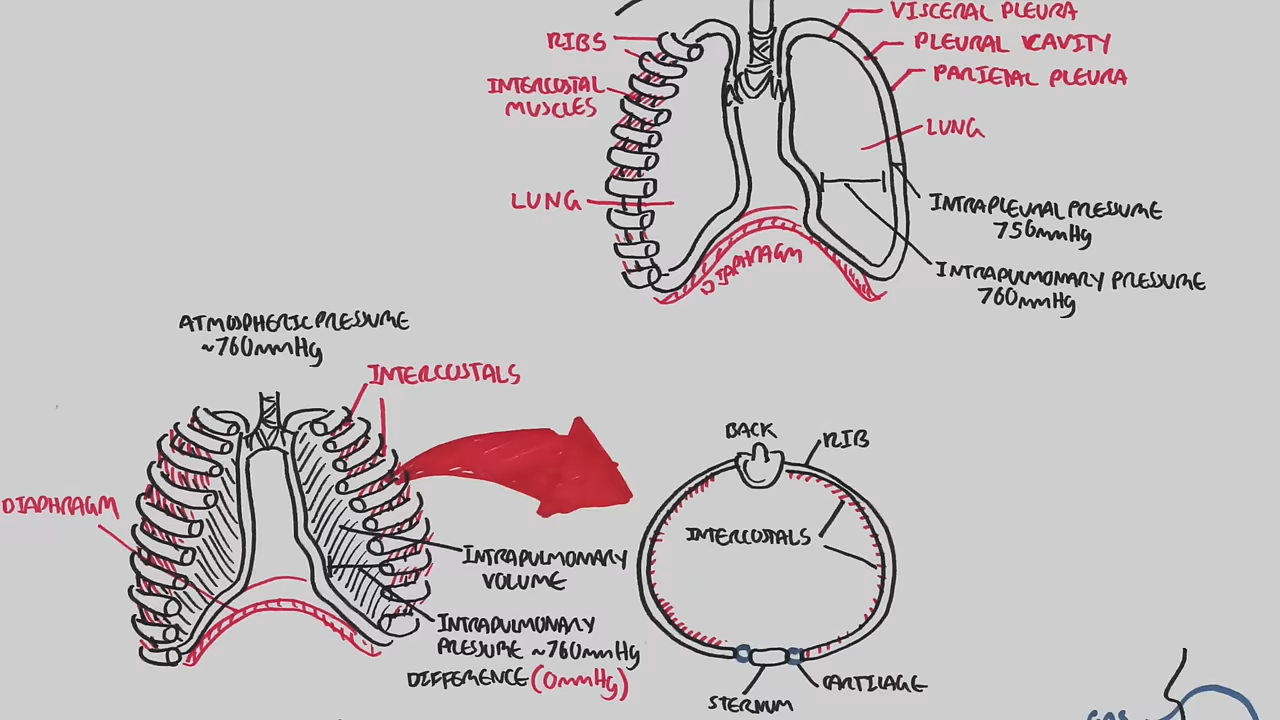 VISCERAL PLEURA
PLEURAL CAVITY
PARIETAL PLEURA
RIBS
INTERCOSTAL
MUSCLES
LUNG
LUNG
INTRAPLEURAL PRESSURE
756mmHg
DIAPHRAGM
INTRAPULMONARY PRESSURE
760mmHg
ATMOSPHERIC PRESSURE
~760mmHg
INTERCOSTALS
BACK
RIB
DIAPHRAGM
INTERCOSTALS
INTRAPULMONARY
VOLUME
INTRAPULMONARY
PRESSURE ~760mmHg
DIFFERENCE (0mmHg)
CARTILAGE
STERNUM
GAS